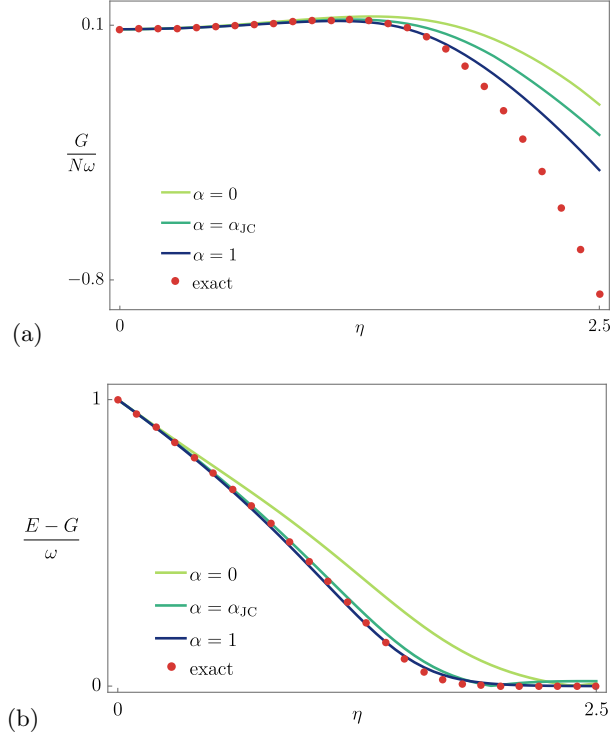 0.1
G
Nω
α = 0
α = α_JC
α = 1
exact
−0.8
0
η
2.5
(a)
1
E − G
ω
α = 0
α = α_JC
α = 1
exact
0
0
η
2.5
(b)